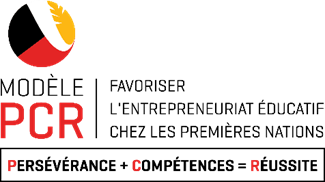 MODÈLE
PCR
FAVORISER
L'ENTREPRENEURIAT ÉDUCATIF
CHEZ LES PREMIÈRES NATIONS
PERSÉVÉRANCE + COMPÉTENCES = RÉUSSITE